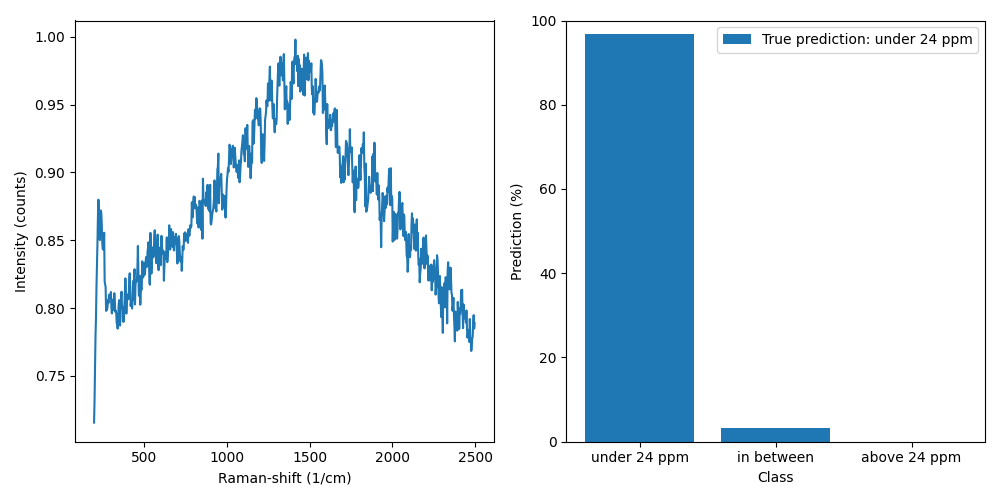 1.00
0.95
0.90
0.85
0.80
0.75
Intensity (counts)
500 1000 1500 2000 2500
Raman-shift (1/cm)
100
80
60
40
20
0
Prediction (%)
True prediction: under 24 ppm
under 24 ppm in between above 24 ppm
Class